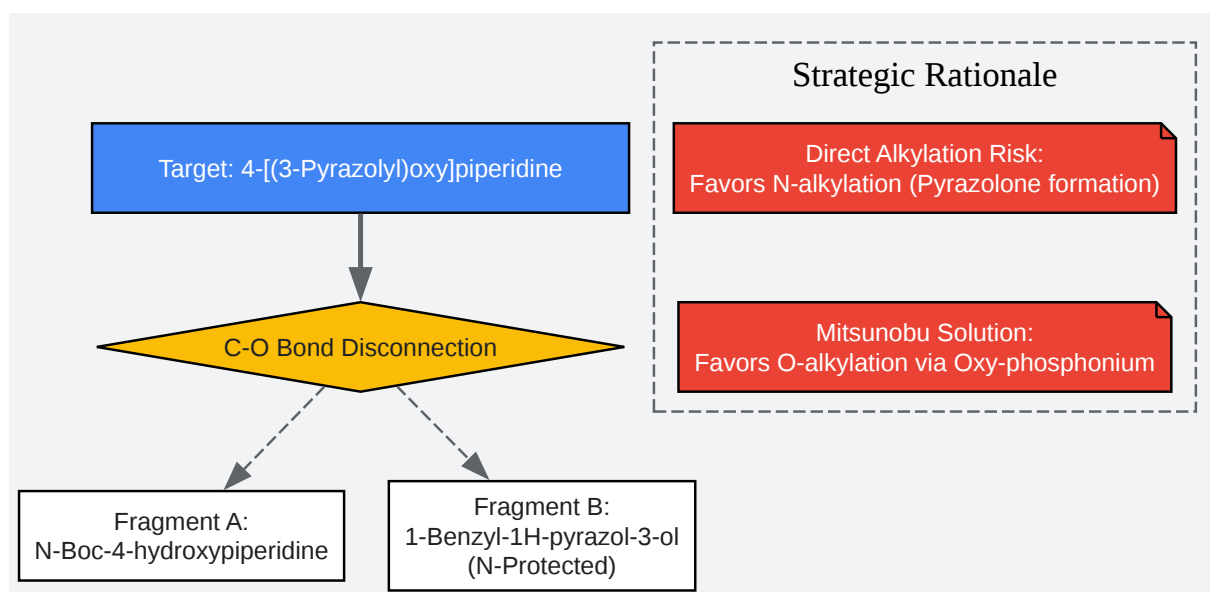 Strategic Rationale
Target: 4-[(3-Pyrazolyl)oxy]piperidine
Direct Alkylation Risk:
Favors N-alkylation (Pyrazolone formation)
C-O Bond Disconnection
Mitsunobu Solution:
Favors O-alkylation via Oxy-phosphonium
Fragment A:
N-Boc-4-hydroxypiperidine
Fragment B:
1-Benzyl-1H-pyrazol-3-ol
(N-Protected)